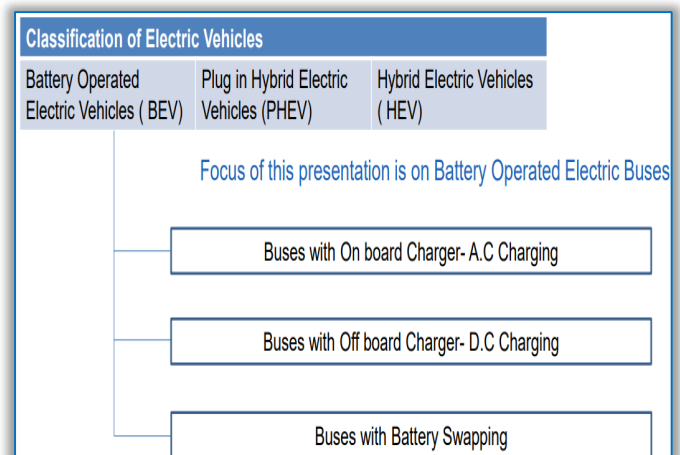 Classification of Electric Vehicles
Battery Operated
Electric Vehicles ( BEV)
Plug in Hybrid Electric
Vehicles (PHEV)
Hybrid Electric Vehicles
( HEV)
Focus of this presentation is on Battery Operated Electric Buses
Buses with On board Charger- A.C Charging
Buses with Off board Charger- D.C Charging
Buses with Battery Swapping